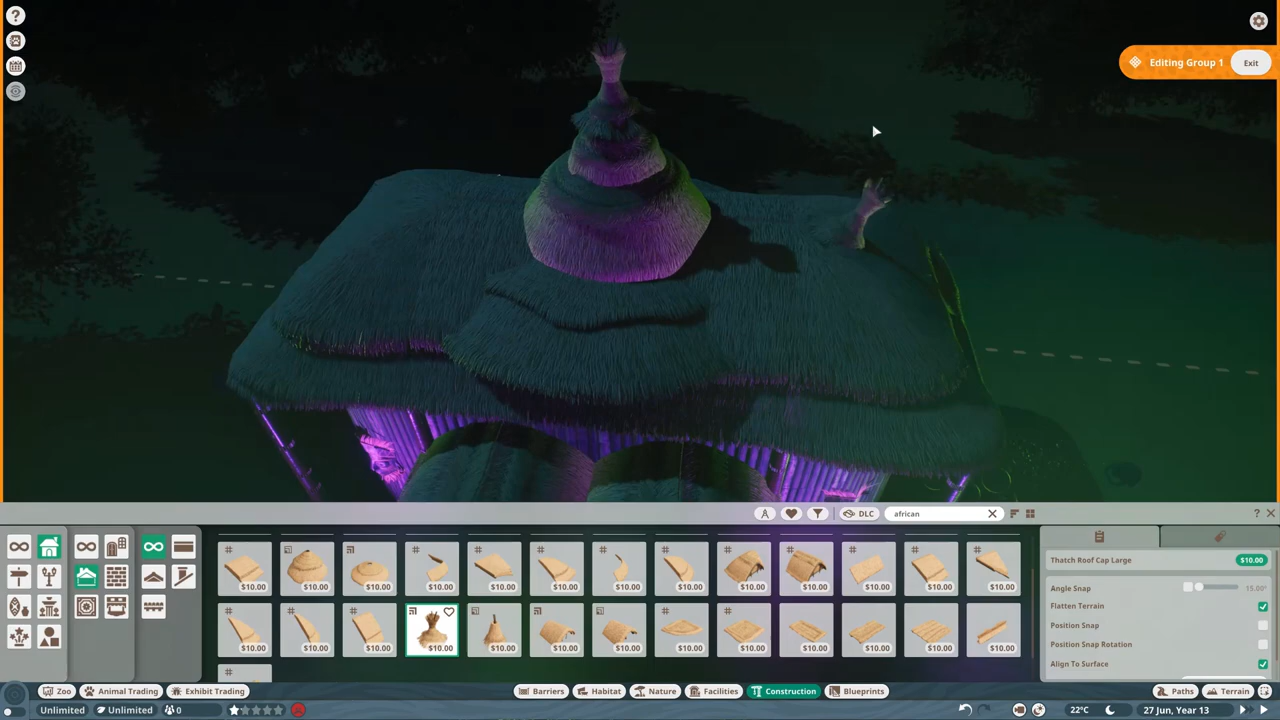 ?
Editing Group 1 Exit
DLC african
?
$10.00 $10.00 $10.00 $10.00 $10.00 $10.00 $10.00 $10.00 $10.00 $10.00 $10.00 $10.00 $10.00
$10.00 $10.00 $10.00 $10.00 $10.00 $10.00 $10.00 $10.00 $10.00 $10.00 $10.00 $10.00 $10.00
Thatch Roof Cap Large $10.00
Angle Snap 15.00°
Flatten Terrain
Position Snap
Position Snap Rotation
Align To Surface
Zoo Animal Trading Exhibit Trading Barriers Habitat Nature Facilities Construction Blueprints Paths Terrain
Unlimited Unlimited 0 22°C 27 Jun, Year 13